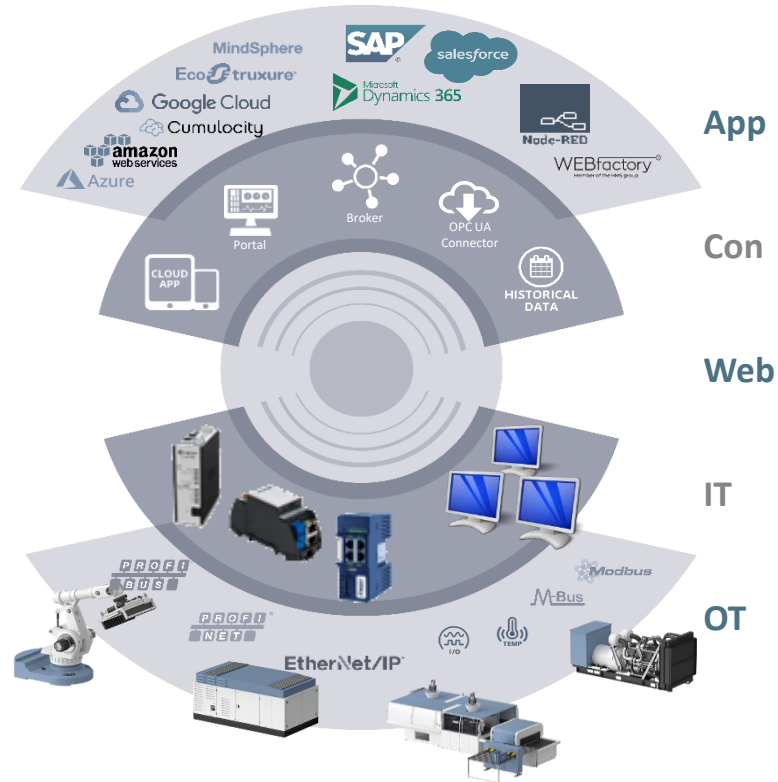 MindSphere
EcoStruxure
Google Cloud
Cumulocity
amazon
web services
Azure
SAP®
salesforce
Microsoft
Dynamics 365
Node-RED
WEBfactory®
Member of the HMS group
App
CLOUD
APP
Portal
Broker
OPC UA
Connector
HISTORICAL
DATA
Con
Web
IT
PROFI
BUS
PROFI®
NET
EtherNet/IP
I/O
TEMP
M-Bus
Modbus
OT